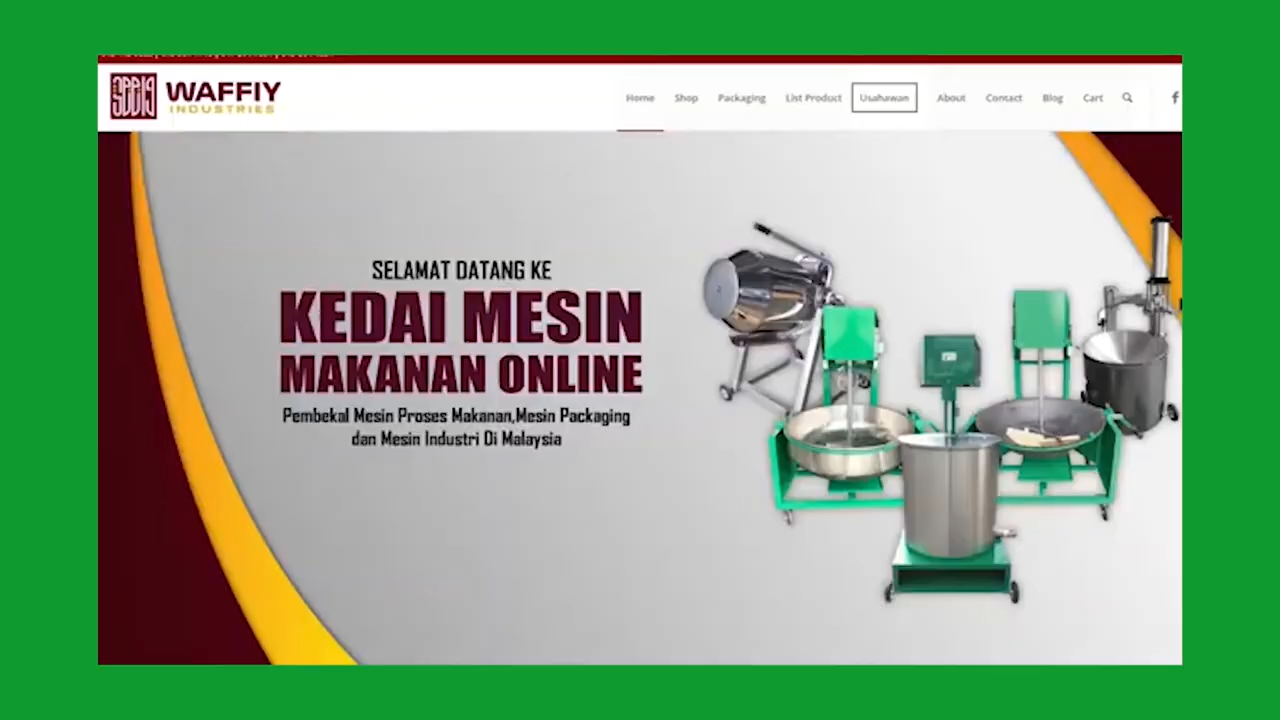 WAFFIY
INDUSTRIES
Home Shop Packaging List Product Usahawan About Contact Blog Cart
SELAMAT DATANG KE
KEDAI MESIN
MAKANAN ONLINE
Pembekal Mesin Proses Makanan,Mesin Packaging
dan Mesin Industri Di Malaysia